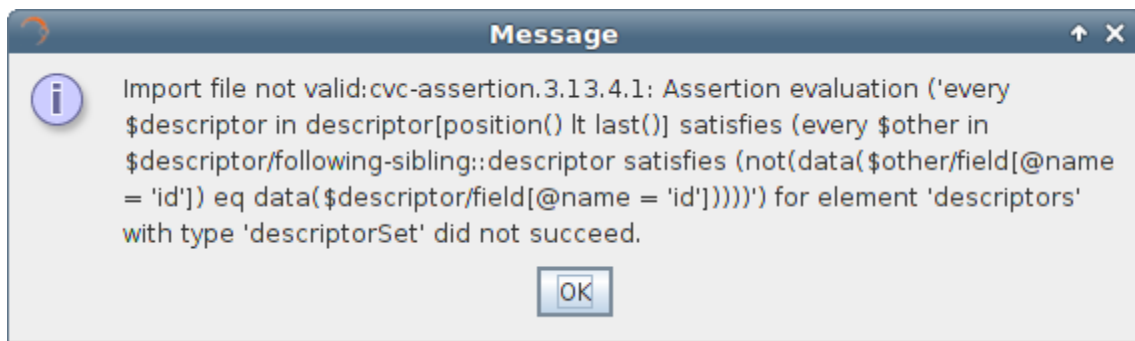 Message
Import file not valid:cvc-assertion.3.13.4.1: Assertion evaluation ('every
$descriptor in descriptor[position() lt last()] satisfies (every $other in
$descriptor/following-sibling::descriptor satisfies (not(data($other/field[@name
= 'id']) eq data($descriptor/field[@name = 'id']))))') for element 'descriptors'
with type 'descriptorSet' did not succeed.
OK